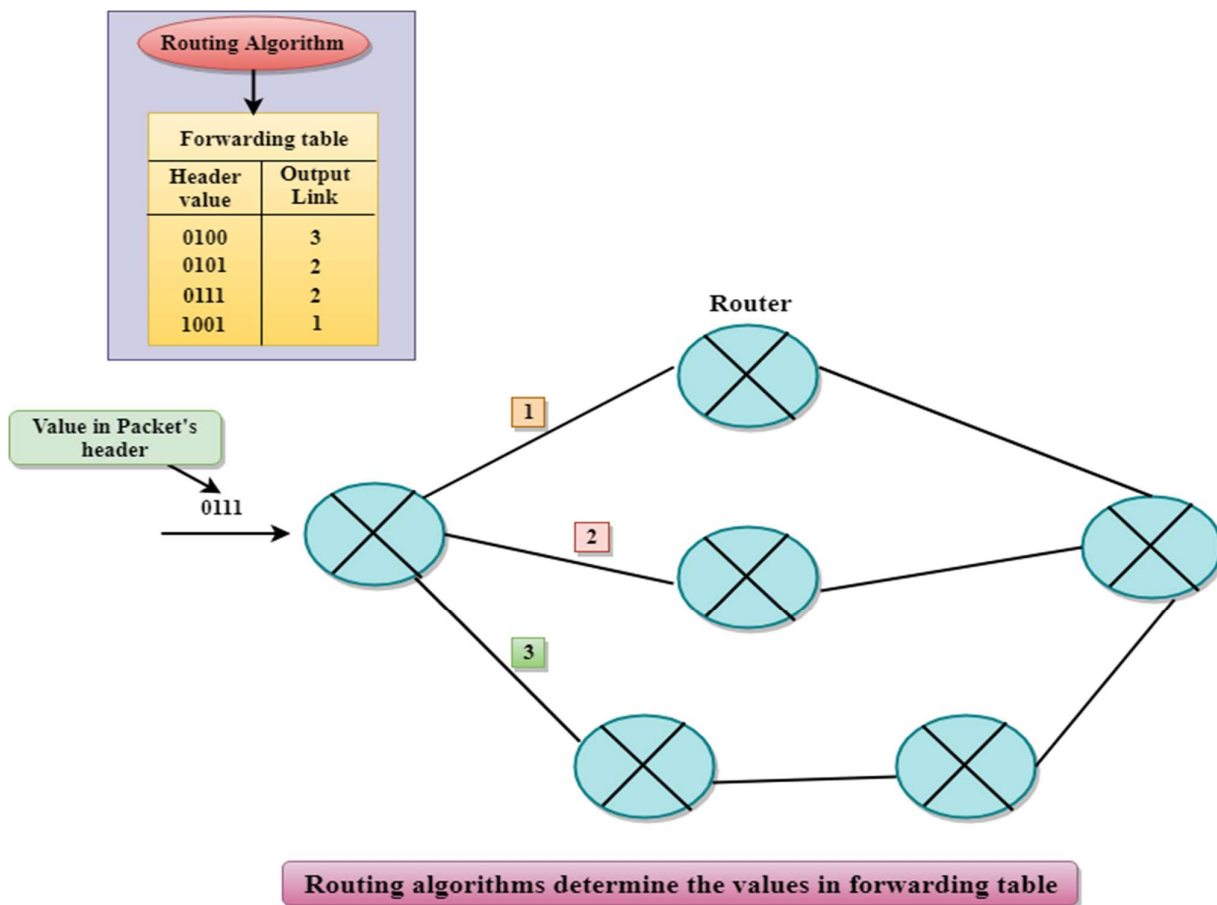 Routing Algorithm
Forwarding table
Header value
Output Link
0100 3
0101 2
0111 2
1001 1
Router
1
Value in Packet's
header
0111
2
3
Routing algorithms determine the values in forwarding table